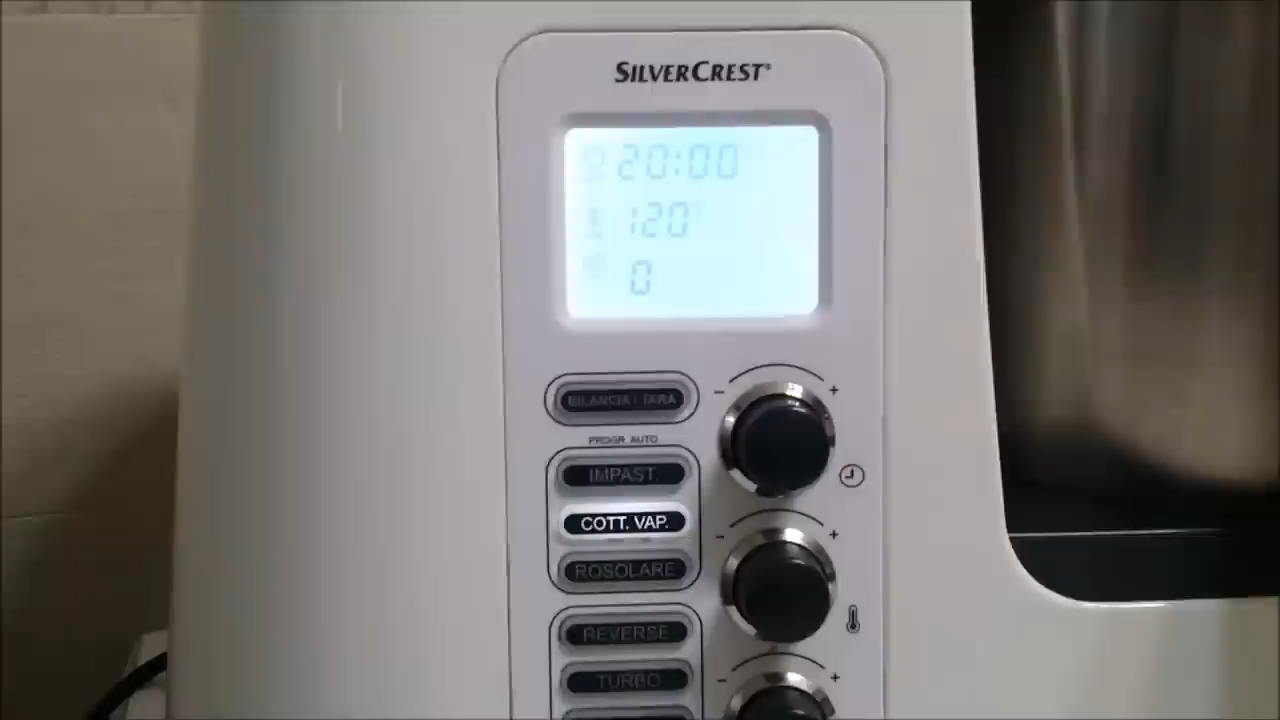 SILVERCREST®
20:00
120°
0
BILANCIA / TARA
- +
PROGR. AUTO
IMPAST.
COTT. VAP.
- +
ROSOLARE
REVERSE
TURBO
- +